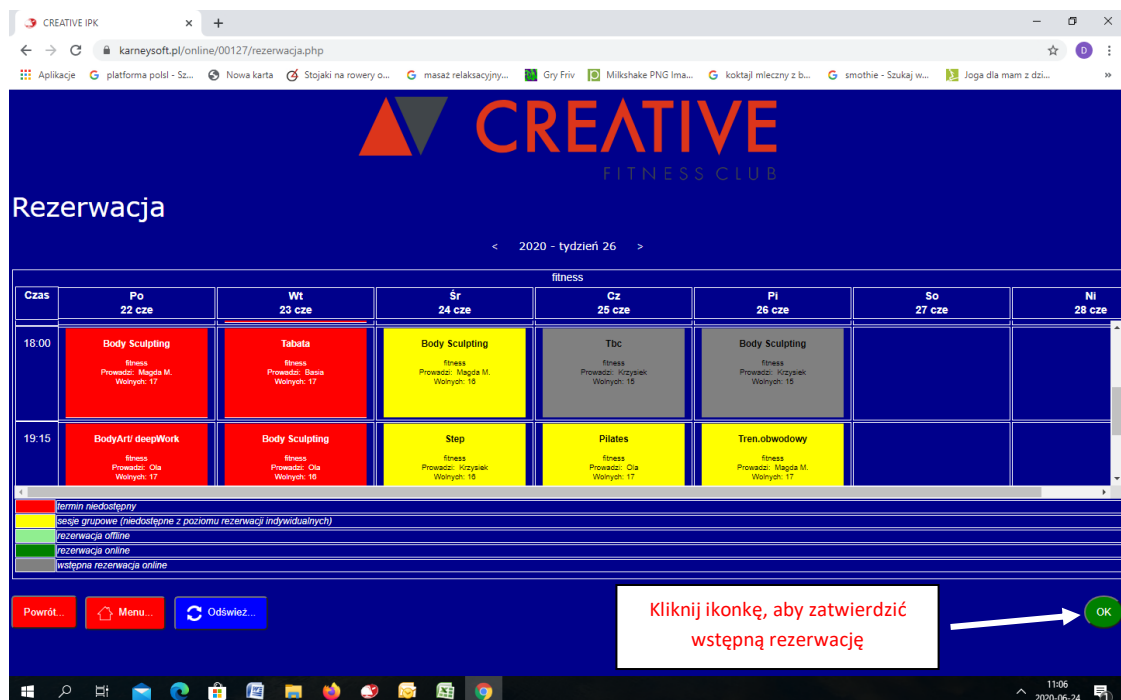 CREATIVE IPK
karneysoft.pl/online/00127/rezerwacja.php
D
Aplikacje
platforma polsl - Sz...
Nowa karta
Stojaki na rowery o...
masaż relaksacyjny...
Gry Friv
Milkshake PNG Ima...
koktajl mleczny z b...
smothie - Szukaj w...
Joga dla mam z dzi...
CREATIVE
FITNESS CLUB
Rezerwacja
< 2020 - tydzień 26 >
fitness
Czas Po Wt Śr Cz Pi So Ni
22 cze 23 cze 24 cze 25 cze 26 cze 27 cze 28 cze
18:00 Body Sculpting Tabata Body Sculpting Tbc Body Sculpting
fitness fitness fitness fitness fitness
Prowadzi: Magda M. Prowadzi: Basia Prowadzi: Magda M. Prowadzi: Krzysiek Prowadzi: Krzysiek
Wolnych: 17 Wolnych: 17 Wolnych: 16 Wolnych: 15 Wolnych: 15
19:15 BodyArt/ deepWork Body Sculpting Step Pilates Tren.obwodowy
fitness fitness fitness fitness fitness
Prowadzi: Ola Prowadzi: Ola Prowadzi: Krzysiek Prowadzi: Ola Prowadzi: Magda M.
Wolnych: 17 Wolnych: 16 Wolnych: 16 Wolnych: 17 Wolnych: 17
termin niedostępny
sesje grupowe (niedostępne z poziomu rezerwacji indywidualnych)
rezerwacja offline
rezerwacja online
wstępna rezerwacja online
Powrót...
Menu...
Odśwież...
Kliknij ikonkę, aby zatwierdzić
wstępną rezerwację
OK
11:06
2020-06-24